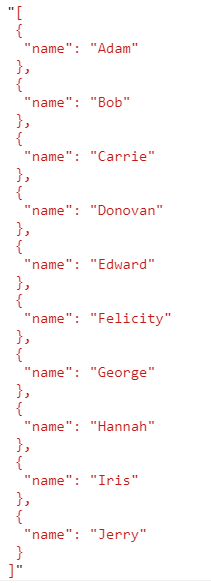 "[
 {
  "name": "Adam"
 },
 {
  "name": "Bob"
 },
 {
  "name": "Carrie"
 },
 {
  "name": "Donovan"
 },
 {
  "name": "Edward"
 },
 {
  "name": "Felicity"
 },
 {
  "name": "George"
 },
 {
  "name": "Hannah"
 },
 {
  "name": "Iris"
 },
 {
  "name": "Jerry"
 }
]"